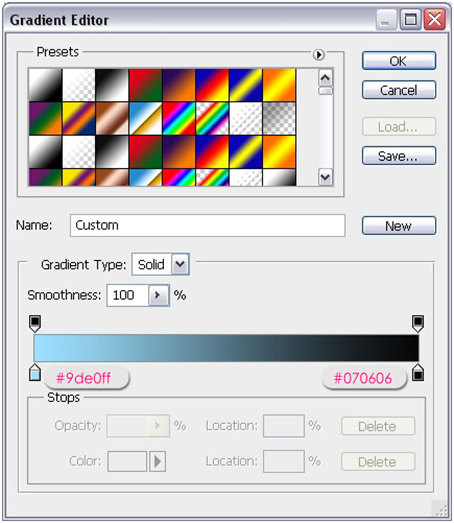 Gradient Editor
Presets
OK
Cancel
Load...
Save...
Name: Custom
New
Gradient Type: Solid
Smoothness: 100 %
#9de0ff
#070606
Stops
Opacity: % Location: % Delete
Color: Location: % Delete